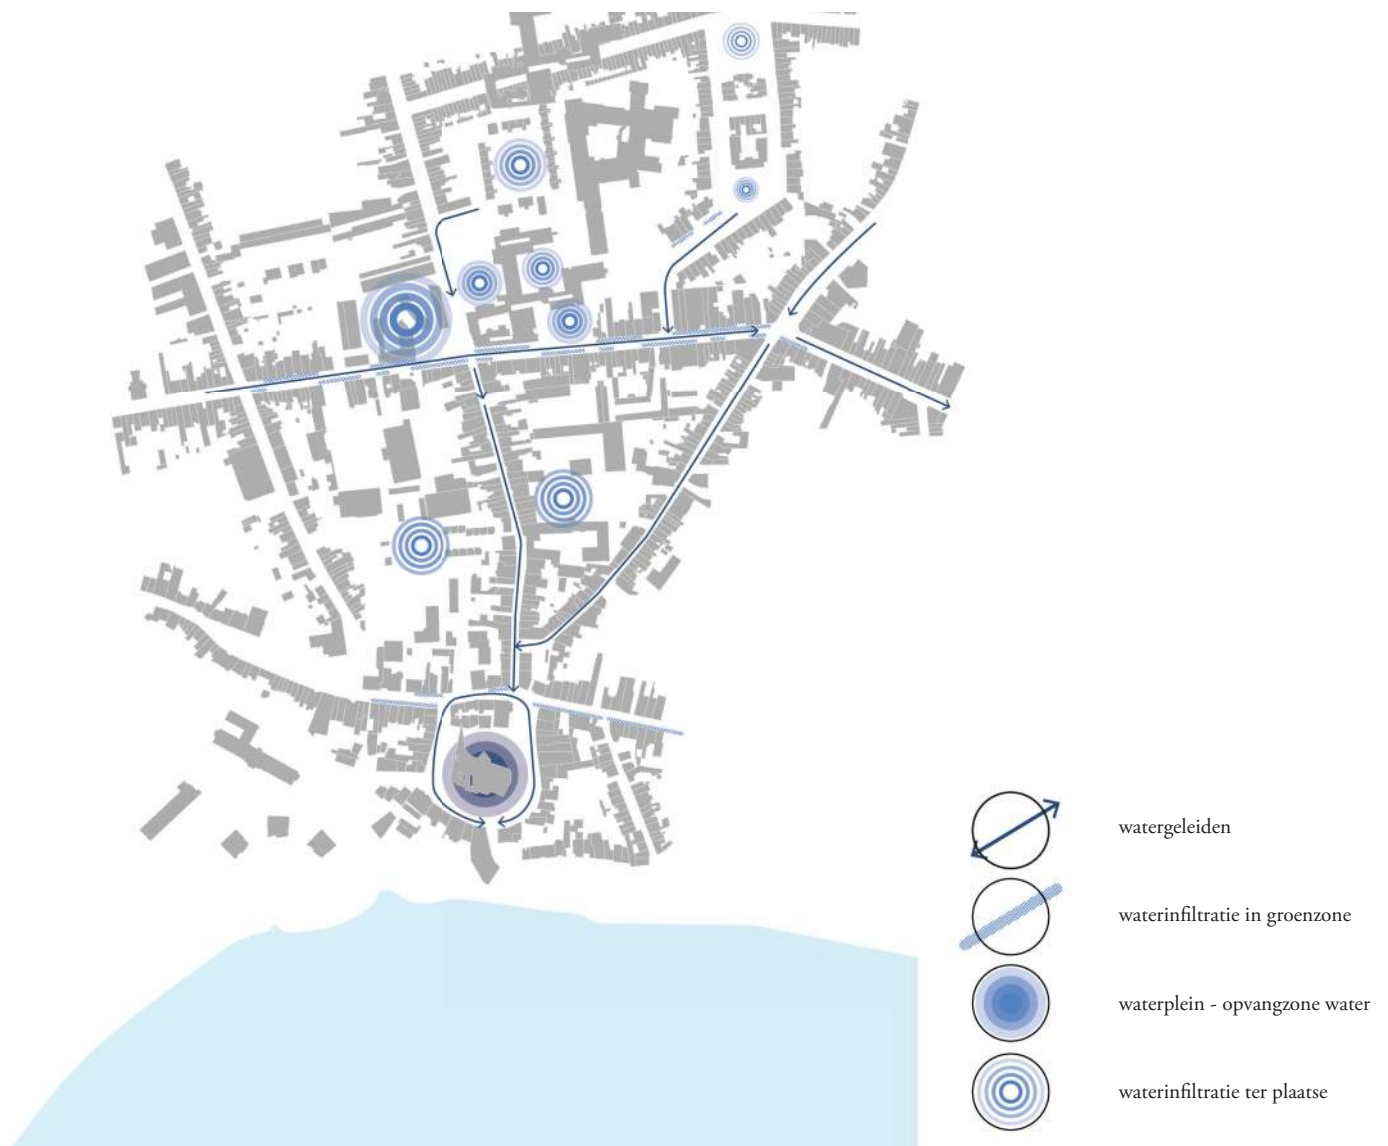 watergeleiden
waterinfiltratie in groenzone
waterplein - opvangzone water
waterinfiltratie ter plaatse